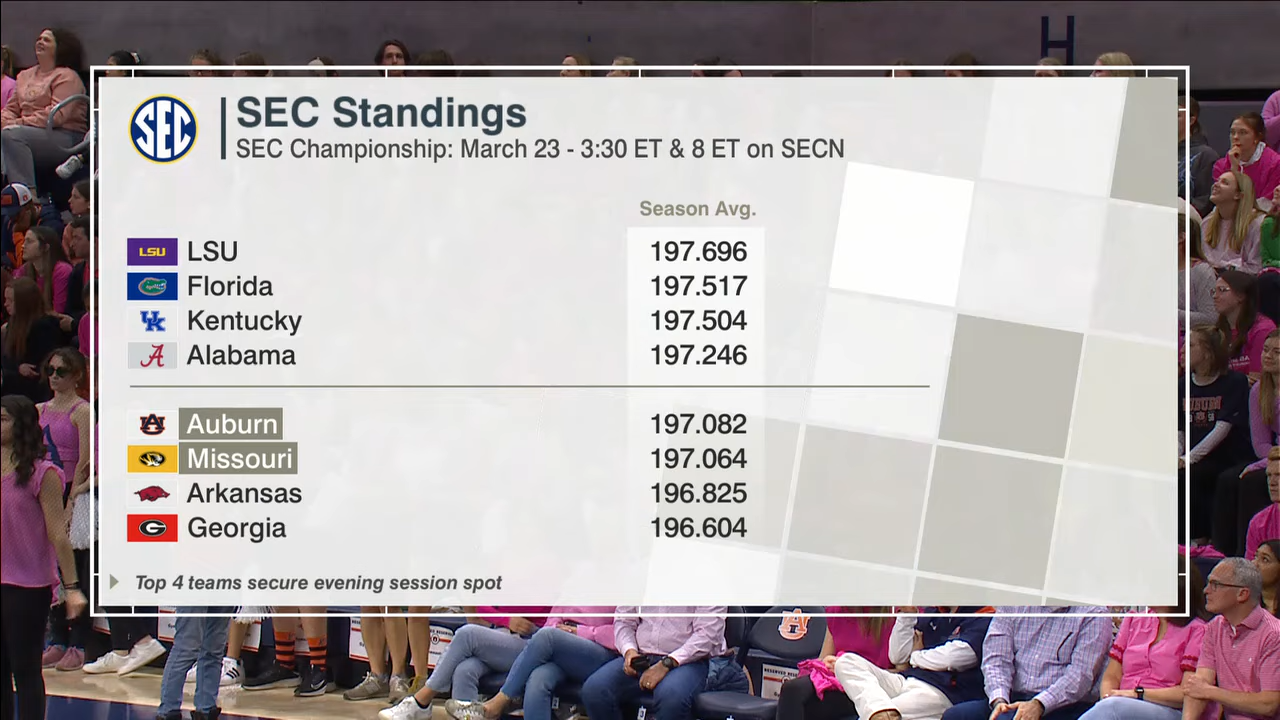 H
SEC
SEC Standings
SEC Championship: March 23 - 3:30 ET & 8 ET on SECN
Season Avg.
LSU LSU 197.696
Florida 197.517
UK Kentucky 197.504
A Alabama 197.246
AU Auburn 197.082
Missouri 197.064
Arkansas 196.825
G Georgia 196.604
Top 4 teams secure evening session spot
AUBURN